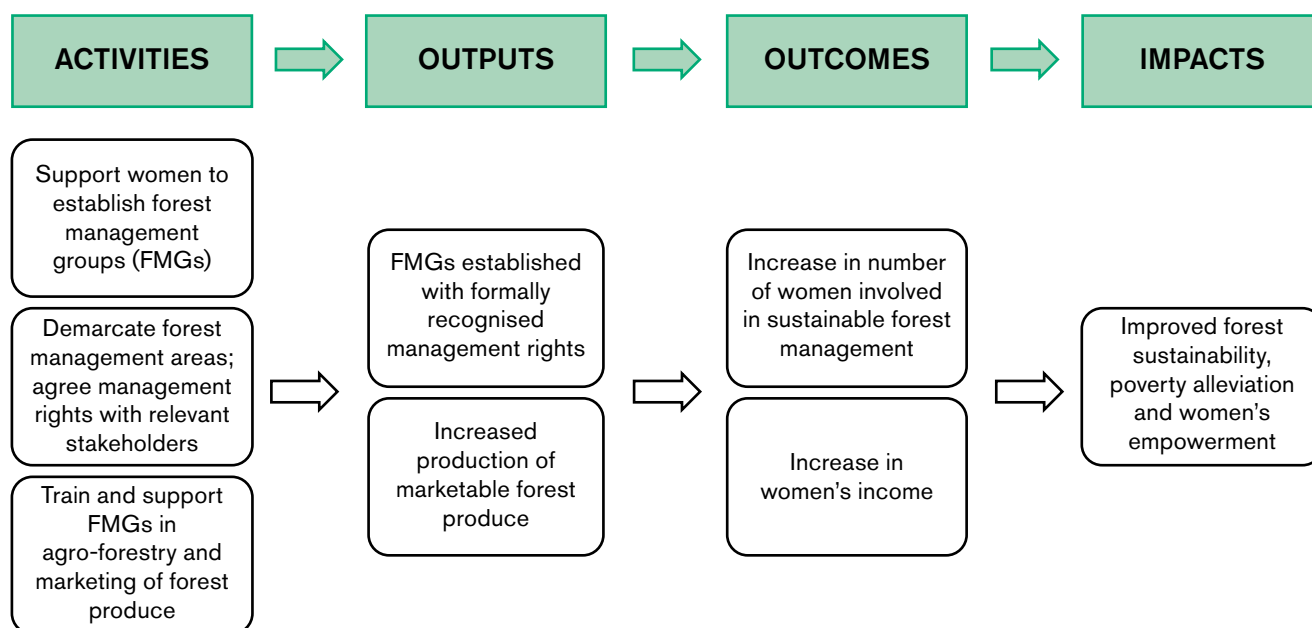 ACTIVITIES
OUTPUTS
OUTCOMES
IMPACTS
Support women to
establish forest
management
groups (FMGs)
Demarcate forest
management areas;
agree management
rights with relevant
stakeholders
Train and support
FMGs in
agro-forestry and
marketing of forest
produce
FMGs established
with formally
recognised
management rights
Increased
production of
marketable forest
produce
Increase in number
of women involved
in sustainable forest
management
Increase in
women’s income
Improved forest
sustainability,
poverty alleviation
and women’s
empowerment